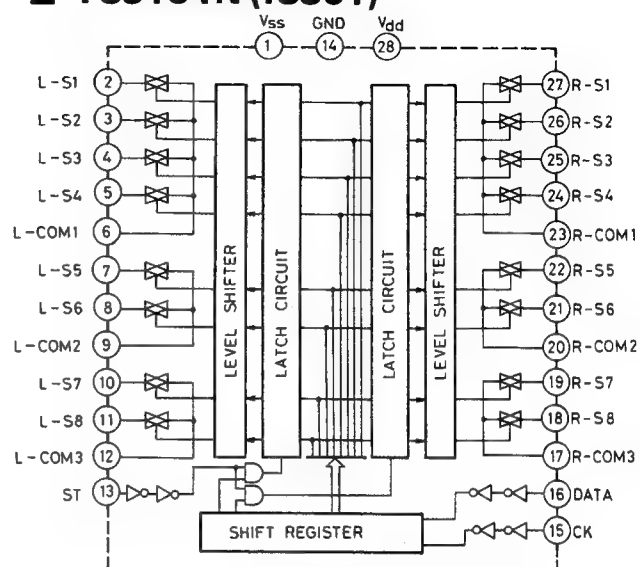 Vss GND Vdd
1 14 28
L-S1 2 27 R-S1
L-S2 3 26 R-S2
L-S3 4 25 R-S3
L-S4 5 24 R-S4
L-COM1 6 23 R-COM1
L-S5 7 22 R-S5
L-S6 8 21 R-S6
L-COM2 9 20 R-COM2
L-S7 10 19 R-S7
L-S8 11 18 R-S8
L-COM3 12 17 R-COM3
ST 13 16 DATA
15 CK
LEVEL SHIFTER
LATCH CIRCUIT
LATCH CIRCUIT
LEVEL SHIFTER
SHIFT REGISTER